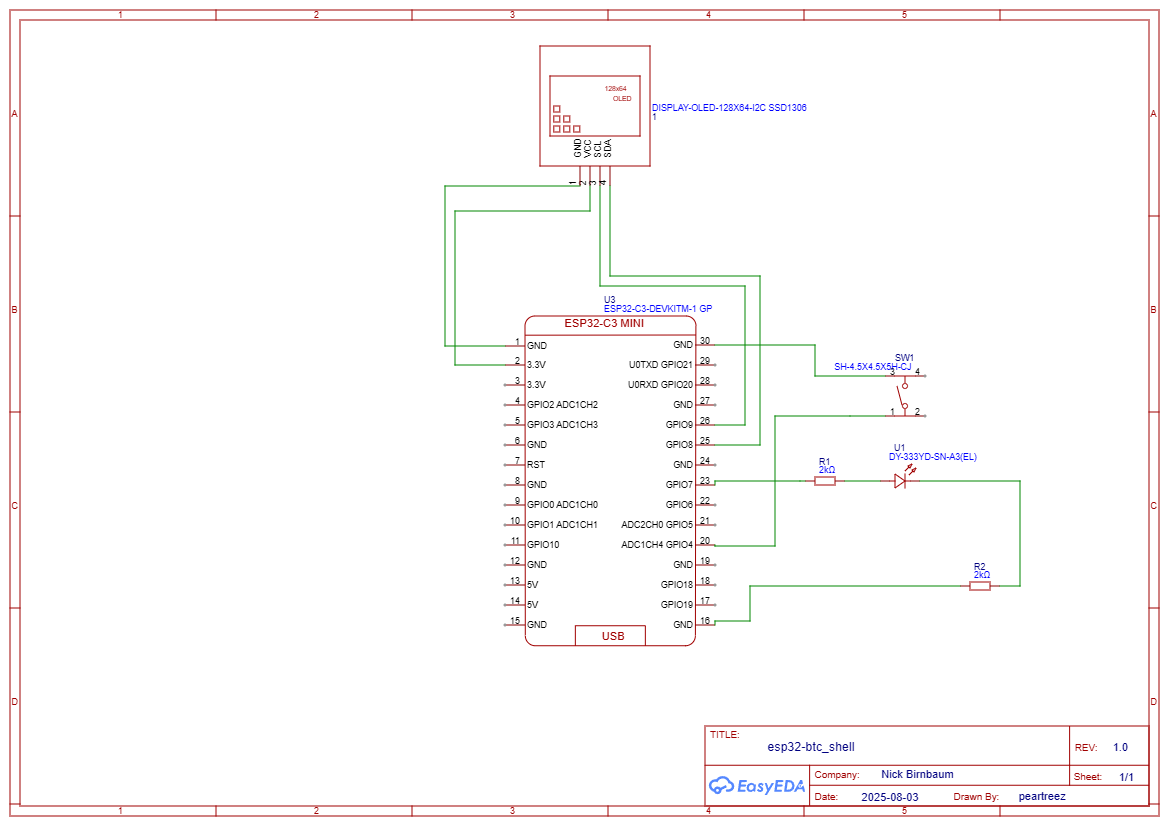 1 2 3 4 5
A A
B B
C C
D D
1 2 3 4 5
128x64
OLED
GND VCC SCL SDA
1 2 3 4
DISPLAY-OLED-128X64-I2C SSD1306
1
U3
ESP32-C3-DEVKITM-1 GP
ESP32-C3 MINI
1 GND
2 3.3V
3 3.3V
4 GPIO2 ADC1CH2
5 GPIO3 ADC1CH3
6 GND
7 RST
8 GND
9 GPIO0 ADC1CH0
10 GPIO1 ADC1CH1
11 GPIO10
12 GND
13 5V
14 5V
15 GND
GND 30
U0TXD GPIO21 29
U0RXD GPIO20 28
GND 27
GPIO9 26
GPIO8 25
GND 24
GPIO7 23
GPIO6 22
ADC2CH0 GPIO5 21
ADC1CH4 GPIO4 20
GND 19
GPIO18 18
GPIO19 17
GND 16
USB
SW1
SH-4.5X4.5X5H-CJ
3 4
1 2
U1
DY-333YD-SN-A3(EL)
R1
2kΩ
R2
2kΩ
TITLE:
esp32-btc_shell
REV: 1.0
EasyEDA
Company: Nick Birnbaum
Sheet: 1/1
Date: 2025-08-03 Drawn By: peartreez